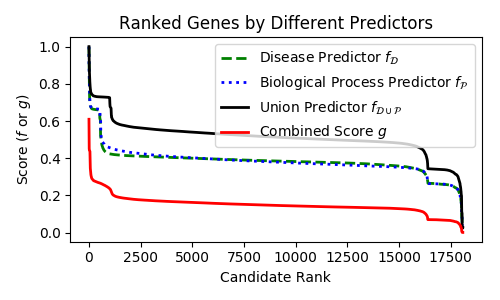 Ranked Genes by Different Predictors
Score (f or g)
1.0
0.8
0.6
0.4
0.2
0.0
Disease Predictor f_𝒟
Biological Process Predictor f_𝒫
Union Predictor f_𝒟∪𝒫
Combined Score g
0 2500 5000 7500 10000 12500 15000 17500
Candidate Rank